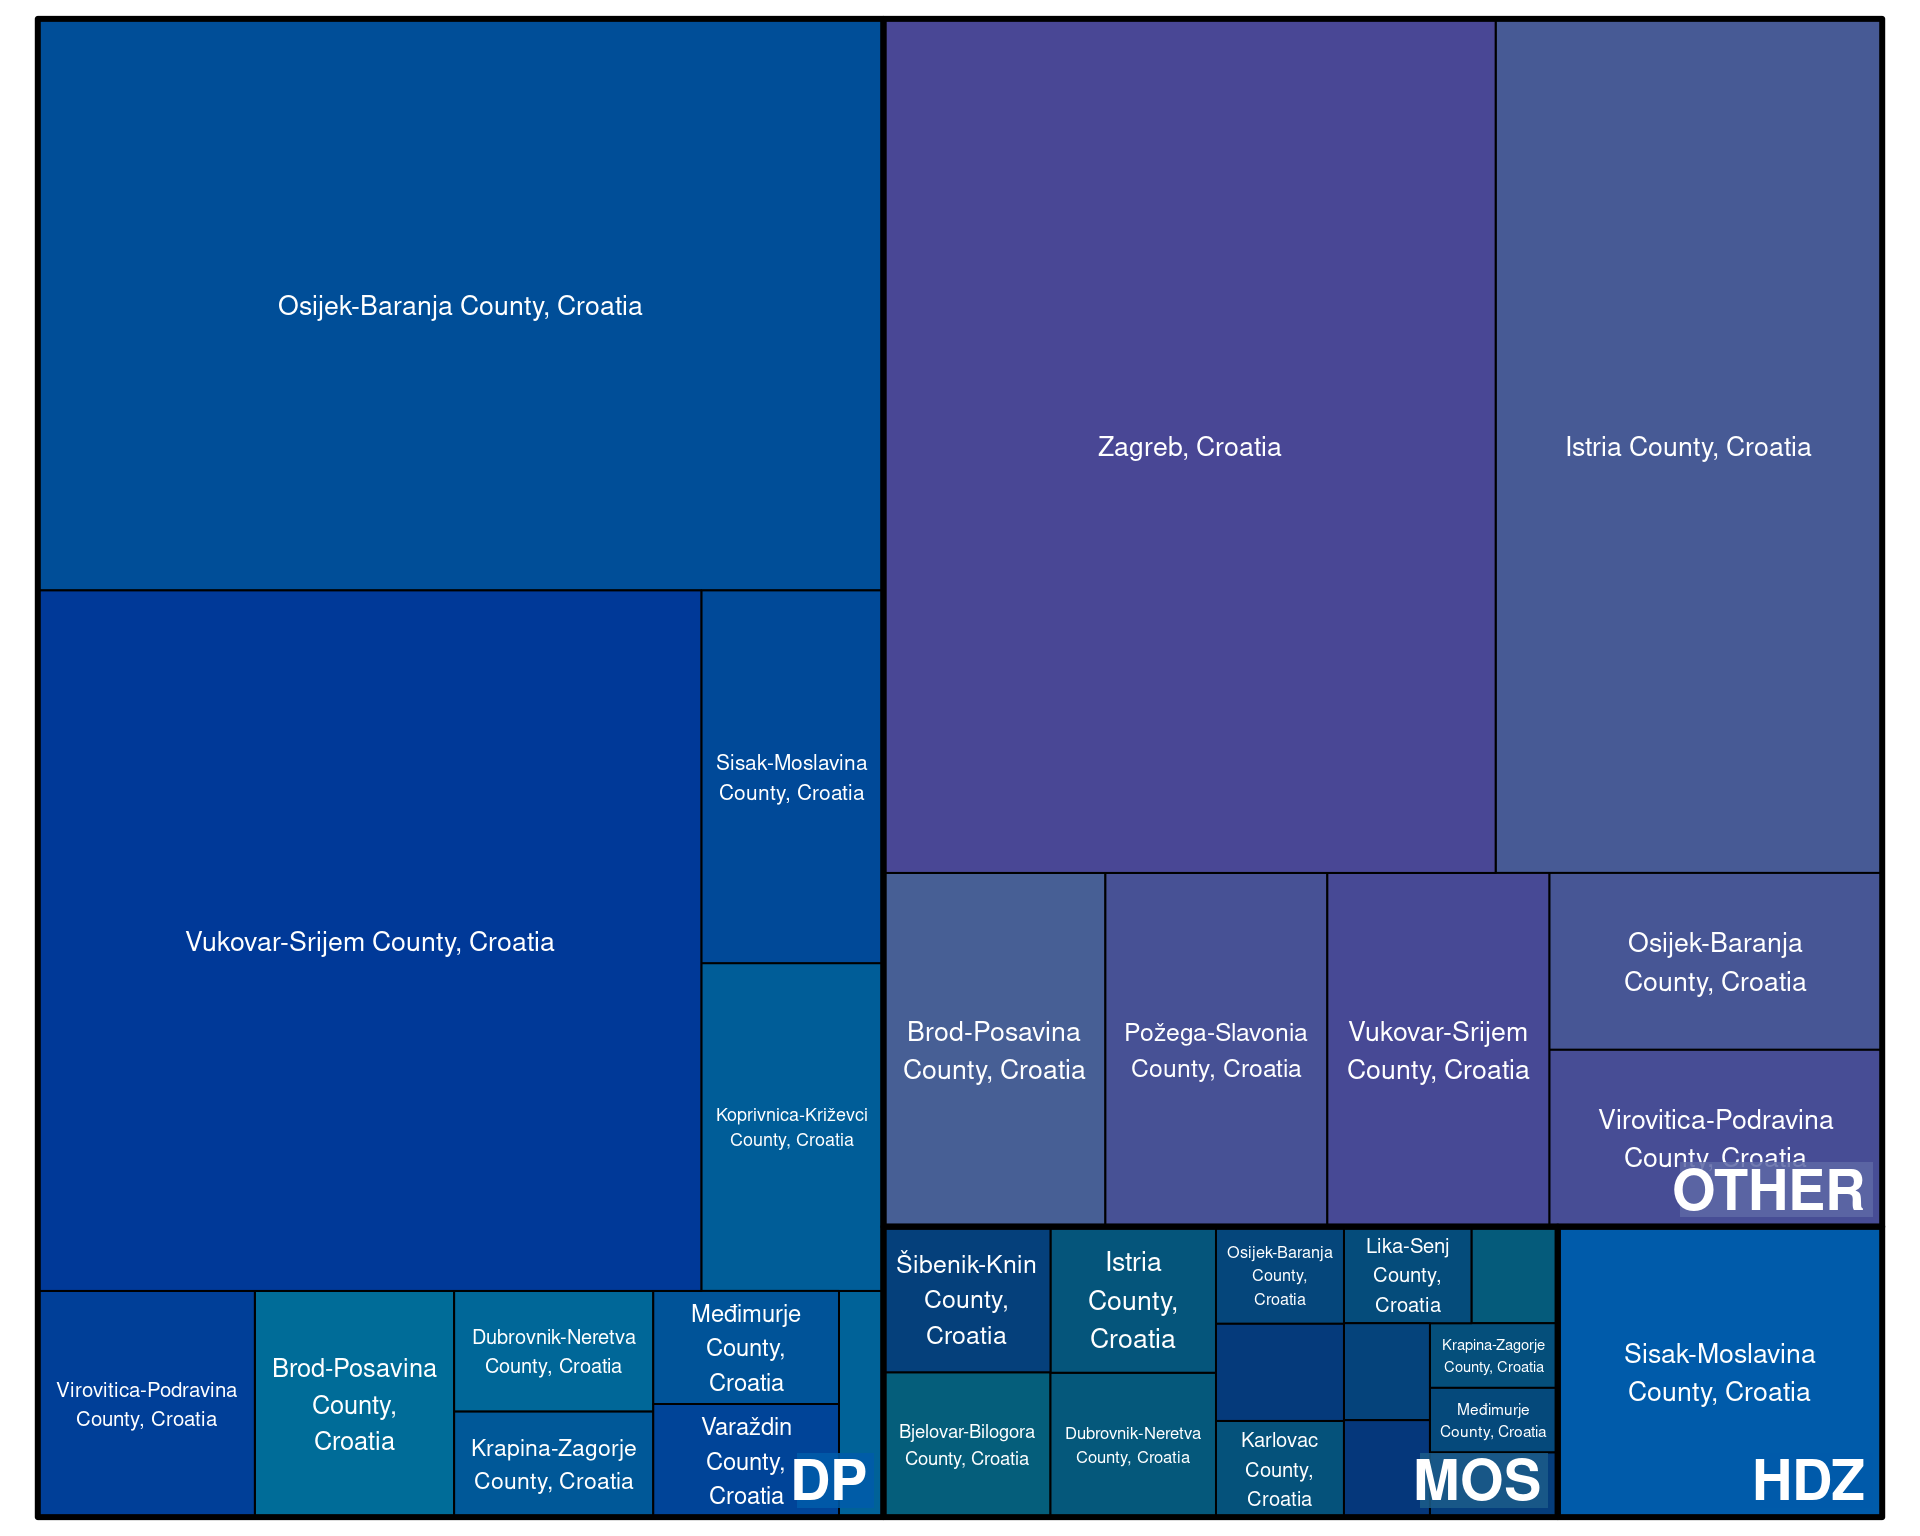 Osijek-Baranja County, Croatia
Vukovar-Srijem County, Croatia
Sisak-Moslavina
County, Croatia
Koprivnica-Križevci
County, Croatia
Virovitica-Podravina
County, Croatia
Brod-Posavina
County,
Croatia
Dubrovnik-Neretva
County, Croatia
Krapina-Zagorje
County, Croatia
Međimurje
County,
Croatia
Varaždin
County,
Croatia
DP
Zagreb, Croatia
Istria County, Croatia
Brod-Posavina
County, Croatia
Požega-Slavonia
County, Croatia
Vukovar-Srijem
County, Croatia
Osijek-Baranja
County, Croatia
Virovitica-Podravina
County, Croatia
OTHER
Šibenik-Knin
County,
Croatia
Bjelovar-Bilogora
County, Croatia
Istria
County,
Croatia
Dubrovnik-Neretva
County, Croatia
Osijek-Baranja
County,
Croatia
Karlovac
County,
Croatia
Lika-Senj
County,
Croatia
Krapina-Zagorje
County, Croatia
Međimurje
County, Croatia
MOS
Sisak-Moslavina
County, Croatia
HDZ